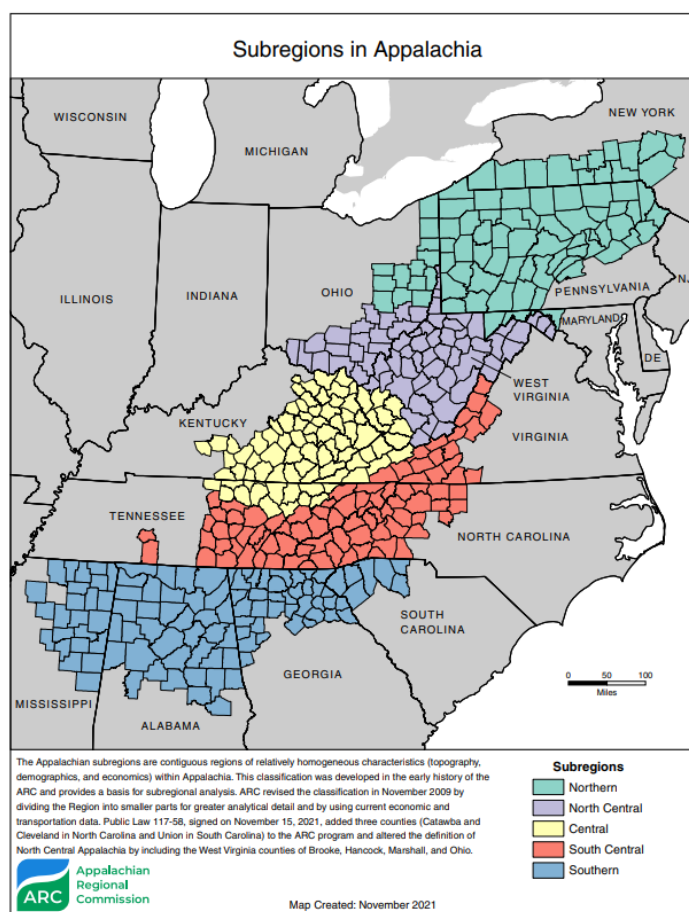 Subregions in Appalachia
WISCONSIN
MICHIGAN
NEW YORK
ILLINOIS
INDIANA
OHIO
PENNSYLVANIA
NJ
MARYLAND
DE
WEST
VIRGINIA
VIRGINIA
KENTUCKY
TENNESSEE
NORTH CAROLINA
SOUTH
CAROLINA
GEORGIA
MISSISSIPPI
ALABAMA
0 50 100
Miles
The Appalachian subregions are contiguous regions of relatively homogeneous characteristics (topography,
demographics, and economics) within Appalachia. This classification was developed in the early history of the
ARC and provides a basis for subregional analysis. ARC revised the classification in November 2009 by
dividing the Region into smaller parts for greater analytical detail and by using current economic and
transportation data. Public Law 117-58, signed on November 15, 2021, added three counties (Catawba and
Cleveland in North Carolina and Union in South Carolina) to the ARC program and altered the definition of
North Central Appalachia by including the West Virginia counties of Brooke, Hancock, Marshall, and Ohio.
Subregions
Northern
North Central
Central
South Central
Southern
ARC
Appalachian
Regional
Commission
Map Created: November 2021